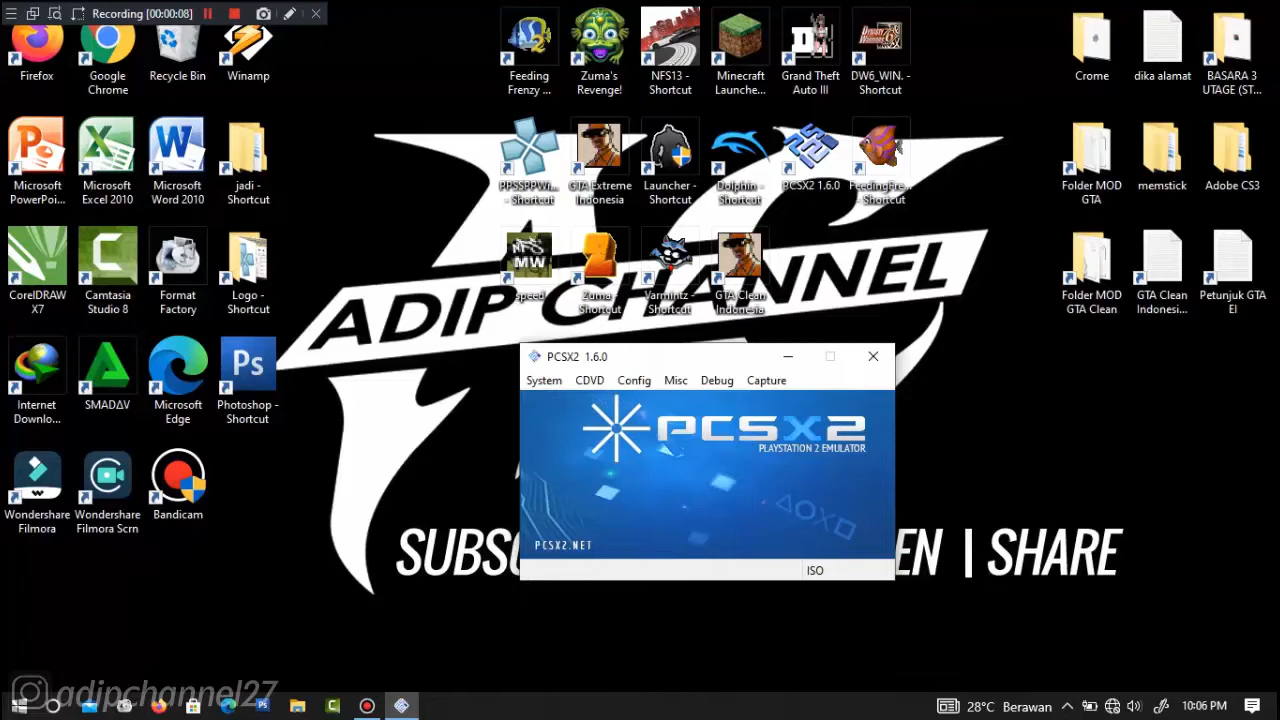 Recording [00:00:08]
Firefox
Google
Chrome
Recycle Bin
Winamp
Feeding
Frenzy ...
Zuma's
Revenge!
NFS13 -
Shortcut
Minecraft
Launche...
Grand Theft
Auto III
DW6_WIN. -
Shortcut
Crome
dika alamat
BASARA 3
UTAGE (ST...
Microsoft
PowerPoi...
Microsoft
Excel 2010
Microsoft
Word 2010
jadi -
Shortcut
PPSSPPWi...
- Shortcut
GTA Extreme
Indonesia
Launcher -
Shortcut
Dolphin -
Shortcut
PCSX2 1.6.0
FeedingFre...
- Shortcut
Folder MOD
GTA
memstick
Adobe CS3
CorelDRAW
X7
Camtasia
Studio 8
Format
Factory
Logo -
Shortcut
speed
Zuma -
Shortcut
Varmintz -
Shortcut
GTA Clean
Indonesia
Folder MOD
GTA Clean
GTA Clean
Indonesi...
Petunjuk GTA
EI
ADIP CHANNEL
Internet
Downlo...
SMADΔV
Microsoft
Edge
Photoshop -
Shortcut
PCSX2 1.6.0
System CDVD Config Misc Debug Capture
PCSX2
PLAYSTATION 2 EMULATOR
PCSX2.NET
ISO
Wondershare
Filmora
Wondershare
Filmora Scrn
Bandicam
SUBSC
EN | SHARE
adipchannel27
28°C Berawan
10:06 PM